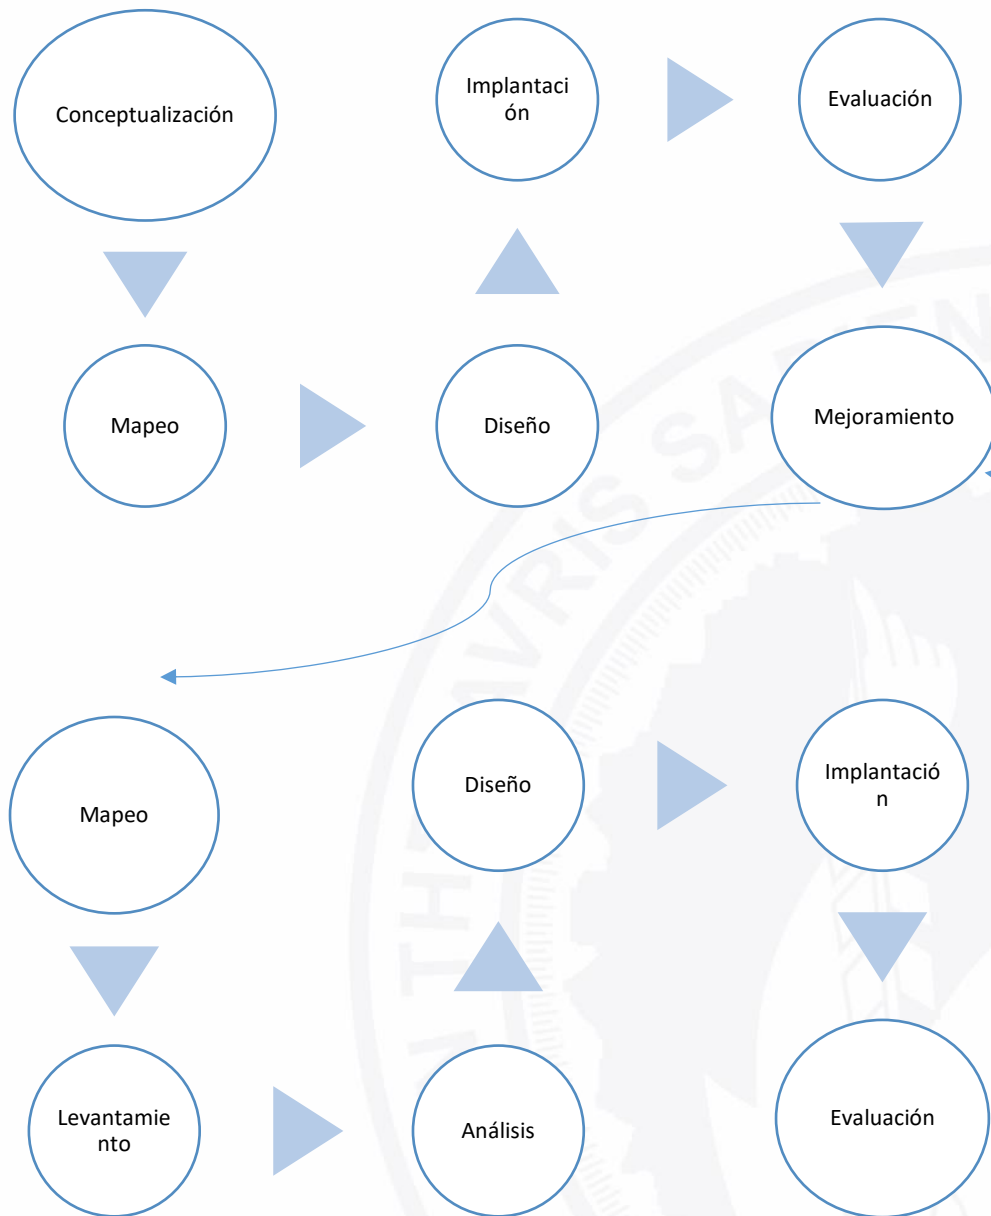 Conceptualización
Implantaci
ón
Evaluación
Mapeo
Diseño
Mejoramiento
Mapeo
Diseño
Implantació
n
Levantamie
nto
Análisis
Evaluación